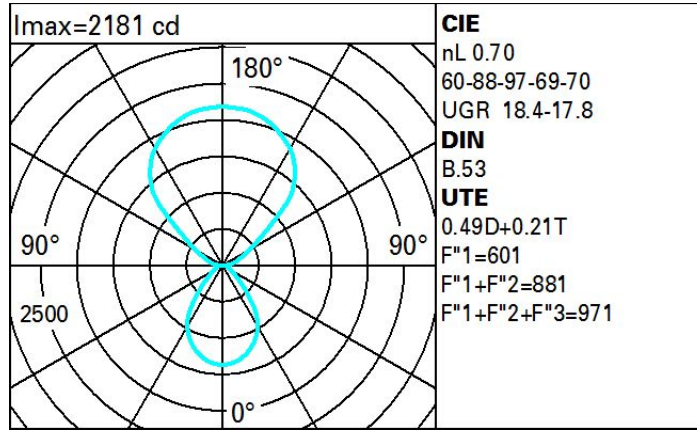 Imax=2181 cd
180°
90°
90°
2500
0°
CIE
nL 0.70
60-88-97-69-70
UGR 18.4-17.8
DIN
B.53
UTE
0.49D+0.21T
F"1=601
F"1+F"2=881
F"1+F"2+F"3=971